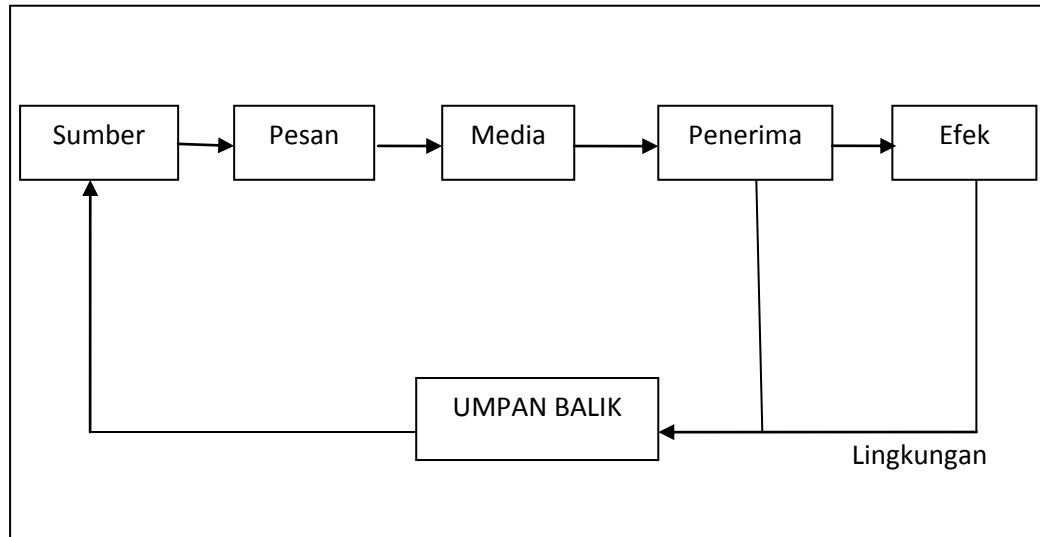 Sumber
Pesan
Media
Penerima
Efek
UMPAN BALIK
Lingkungan